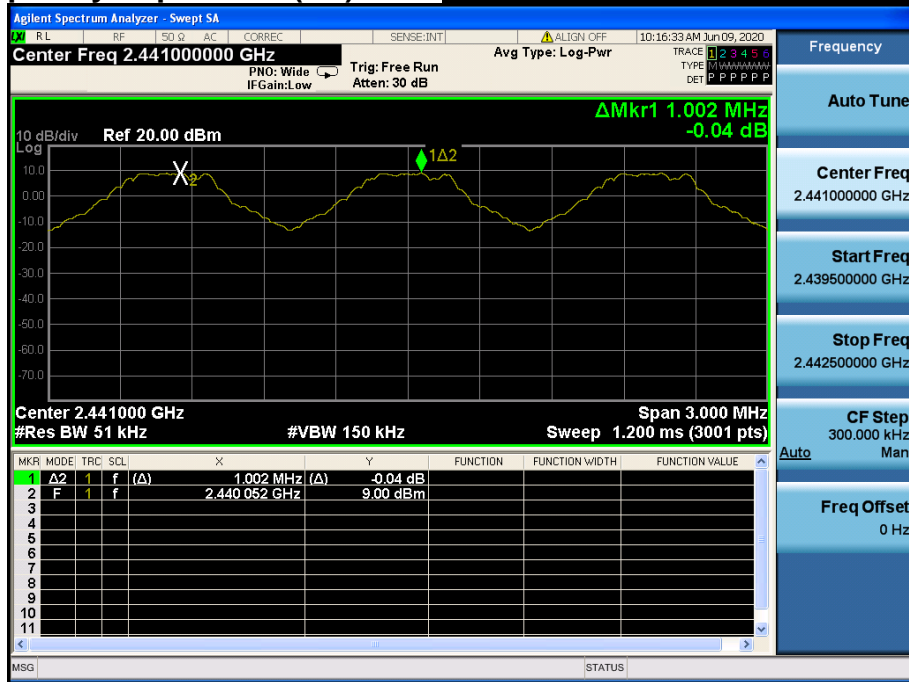 Agilent Spectrum Analyzer - Swept SA
LXI RL RF 50 Ω AC CORREC SENSE:INT ALIGN OFF 10:16:33 AM Jun 09, 2020
Center Freq 2.441000000 GHz
PNO: Wide
IFGain:Low
Trig: Free Run
Atten: 30 dB
Avg Type: Log-Pwr
TRACE 1 2 3 4 5 6
TYPE M WWWWW
DET P P P P P P
ΔMkr1 1.002 MHz
-0.04 dB
10 dB/div Ref 20.00 dBm
Log
1Δ2
X2
10.0
0.00
-10.0
-20.0
-30.0
-40.0
-50.0
-60.0
-70.0
Center 2.441000 GHz Span 3.000 MHz
#Res BW 51 kHz #VBW 150 kHz Sweep 1.200 ms (3001 pts)
MKR MODE TRC SCL X Y FUNCTION FUNCTION WIDTH FUNCTION VALUE
1 Δ2 1 f (Δ) 1.002 MHz (Δ) -0.04 dB
2 F 1 f 2.440 052 GHz 9.00 dBm
3
4
5
6
7
8
9
10
11
MSG STATUS
Frequency
Auto Tune
Center Freq
2.441000000 GHz
Start Freq
2.439500000 GHz
Stop Freq
2.442500000 GHz
CF Step
300.000 kHz
Auto Man
Freq Offset
0 Hz